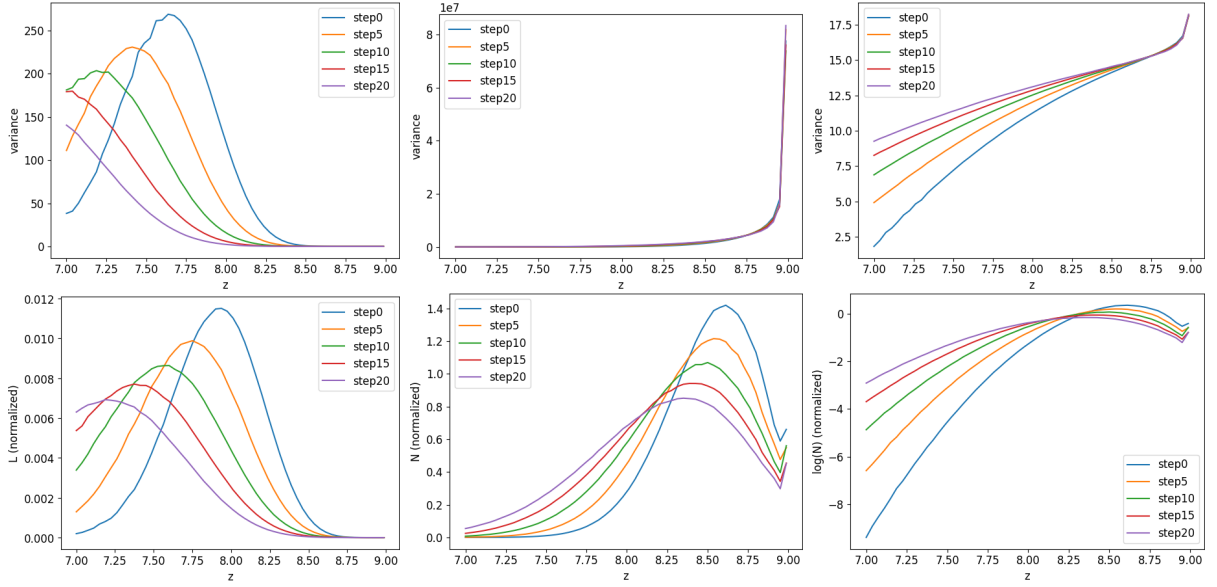 variance
250
200
150
100
50
0
7.00 7.25 7.50 7.75 8.00 8.25 8.50 8.75 9.00
z
step0
step5
step10
step15
step20
1e7
variance
8
6
4
2
0
7.00 7.25 7.50 7.75 8.00 8.25 8.50 8.75 9.00
z
step0
step5
step10
step15
step20
variance
17.5
15.0
12.5
10.0
7.5
5.0
2.5
7.00 7.25 7.50 7.75 8.00 8.25 8.50 8.75 9.00
z
step0
step5
step10
step15
step20
L (normalized)
0.012
0.010
0.008
0.006
0.004
0.002
0.000
7.00 7.25 7.50 7.75 8.00 8.25 8.50 8.75 9.00
z
step0
step5
step10
step15
step20
N (normalized)
1.4
1.2
1.0
0.8
0.6
0.4
0.2
0.0
7.00 7.25 7.50 7.75 8.00 8.25 8.50 8.75 9.00
z
step0
step5
step10
step15
step20
log(N) (normalized)
0
−2
−4
−6
−8
7.00 7.25 7.50 7.75 8.00 8.25 8.50 8.75 9.00
z
step0
step5
step10
step15
step20